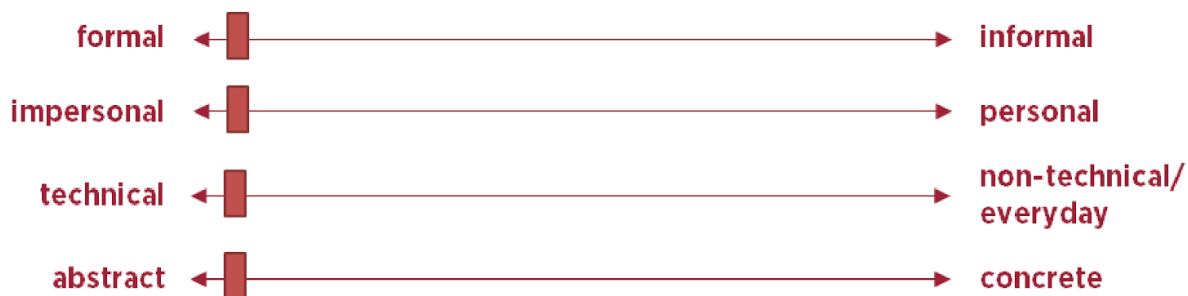 formal informal
impersonal personal
technical non-technical/
everyday
abstract concrete